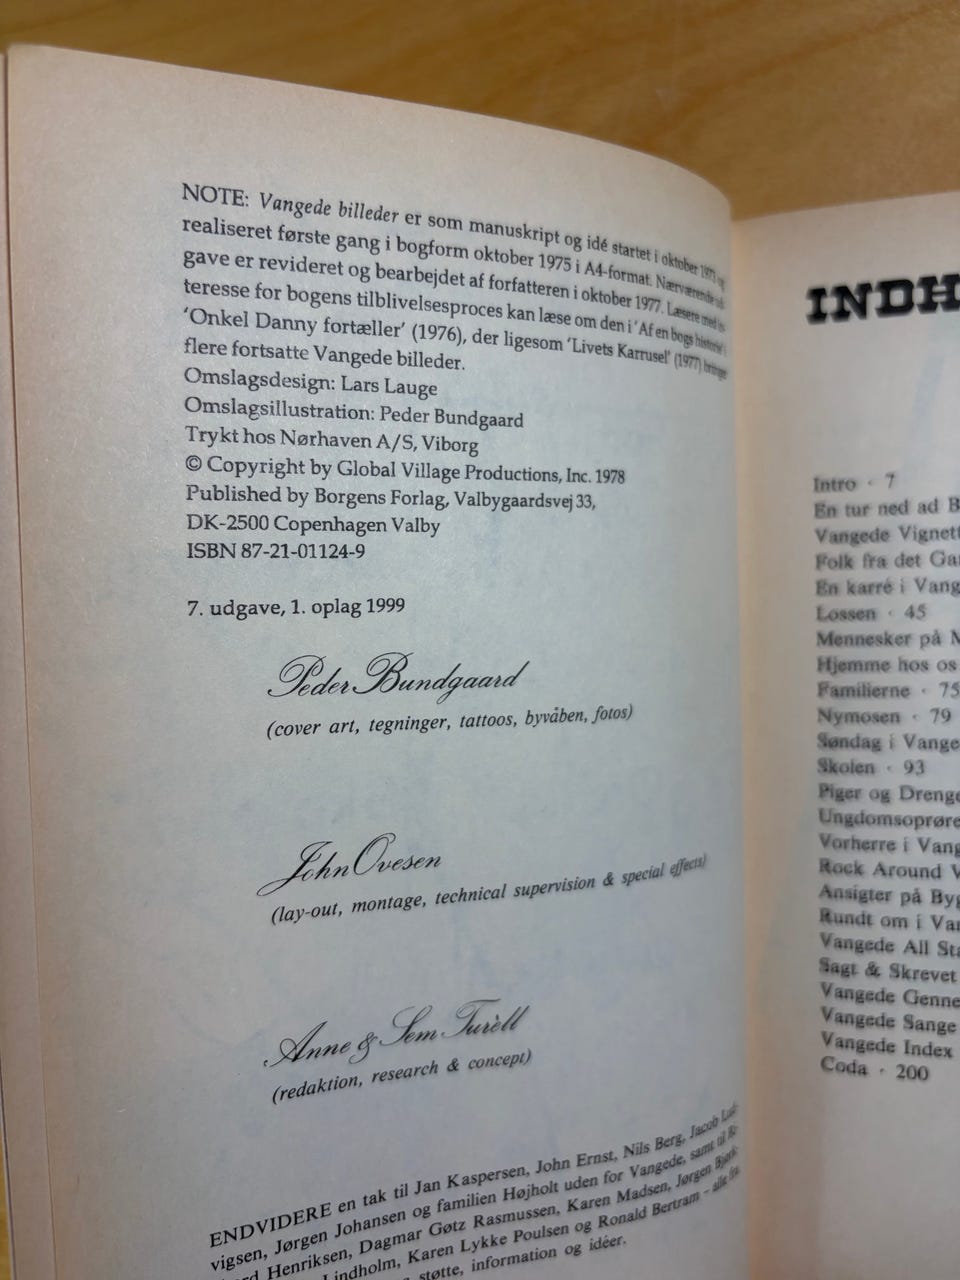 NOTE: Vangede billeder er som manuskript og idé startet i oktober 1971 og
realiseret første gang i bogform oktober 1975 i A4-format. Nærværende ud-
gave er revideret og bearbejdet af forfatteren i oktober 1977. Læsere med in-
teresse for bogens tilblivelsesproces kan læse om den i 'Af en bogs historie' i
'Onkel Danny fortæller' (1976), der ligesom 'Livets Karrusel' (1977) bringer
flere fortsatte Vangede billeder.
Omslagsdesign: Lars Lauge
Omslagsillustration: Peder Bundgaard
Trykt hos Nørhaven A/S, Viborg
© Copyright by Global Village Productions, Inc. 1978
Published by Borgens Forlag, Valbygaardsvej 33,
DK-2500 Copenhagen Valby
ISBN 87-21-01124-9
7. udgave, 1. oplag 1999
Peder Bundgaard
(cover art, tegninger, tattoos, byvåben, fotos)
John Ovesen
(lay-out, montage, technical supervision & special effects)
Anne & Sem Turèll
(redaktion, research & concept)
ENDVIDERE en tak til Jan Kaspersen, John Ernst, Nils Berg, Jacob Lud-
vigsen, Jørgen Johansen og familien Højholt uden for Vangede, samt til
Henriksen, Dagmar Gøtz Rasmussen, Karen Madsen, Jørgen
Lindholm, Karen Lykke Poulsen og Ronald Bertram – alle fra
støtte, information og idéer.
INDH
Intro · 7
En tur ned ad B
Vangede Vignett
Folk fra det Ga
En karré i Vang
Lossen · 45
Mennesker på
Hjemme hos os
Familierne · 75
Nymosen · 79
Søndag i Vange
Skolen · 93
Piger og Drenge
Ungdomsoprøre
Vorherre i Vang
Rock Around V
Ansigter på Byg
Rundt om i Van
Vangede All Sta
Sagt & Skrevet
Vangede Genne
Vangede Sange
Vangede Index
Coda · 200